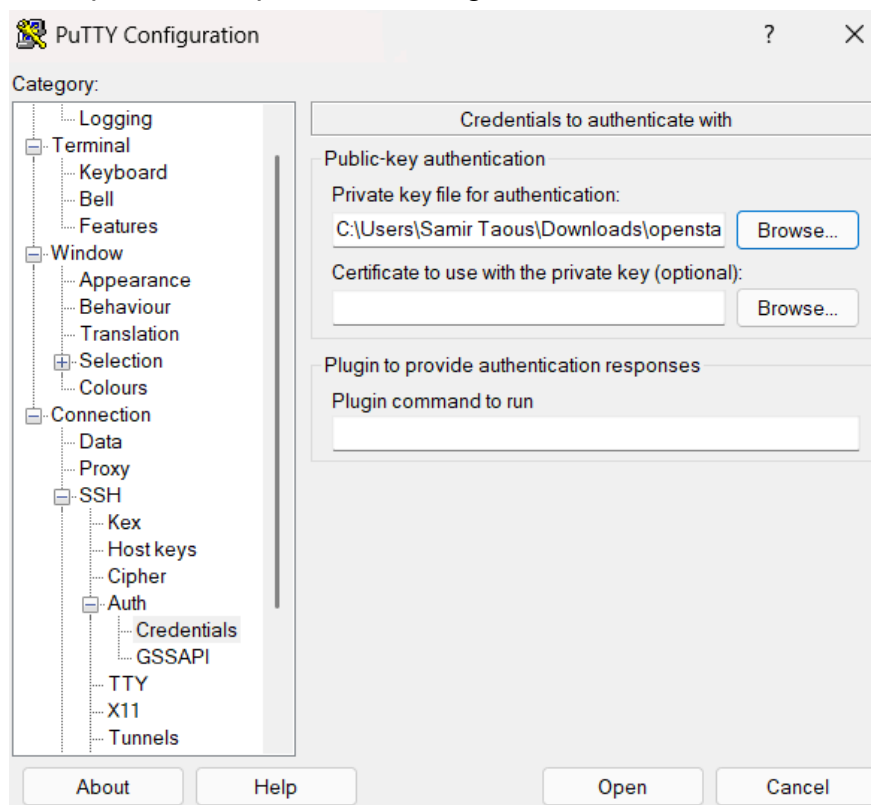 PuTTY Configuration
?
Category:
Logging
Terminal
Keyboard
Bell
Features
Window
Appearance
Behaviour
Translation
Selection
Colours
Connection
Data
Proxy
SSH
Kex
Host keys
Cipher
Auth
Credentials
GSSAPI
TTY
X11
Tunnels
Credentials to authenticate with
Public-key authentication
Private key file for authentication:
C:\Users\Samir Taous\Downloads\opensta
Browse...
Certificate to use with the private key (optional):
Browse...
Plugin to provide authentication responses
Plugin command to run
About
Help
Open
Cancel